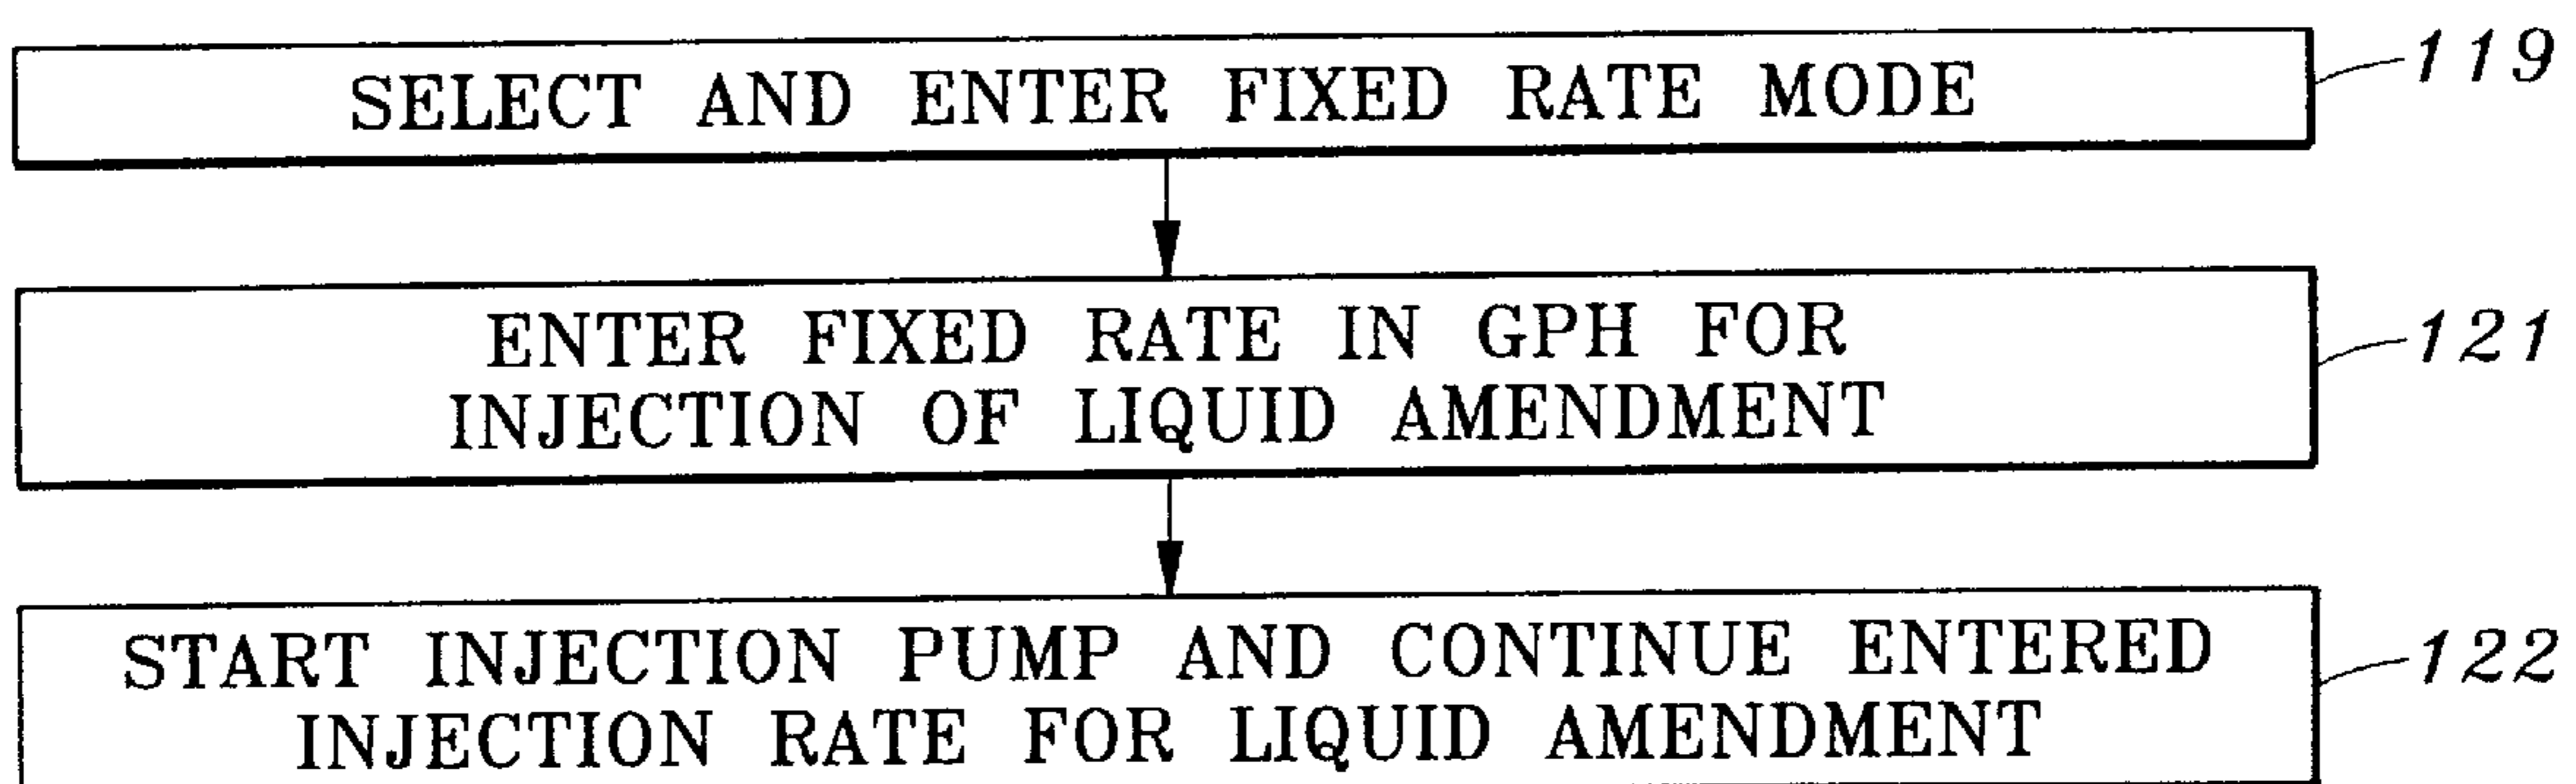 SELECT AND ENTER FIXED RATE MODE
119
ENTER FIXED RATE IN GPH FOR
INJECTION OF LIQUID AMENDMENT
121
START INJECTION PUMP AND CONTINUE ENTERED
INJECTION RATE FOR LIQUID AMENDMENT
122